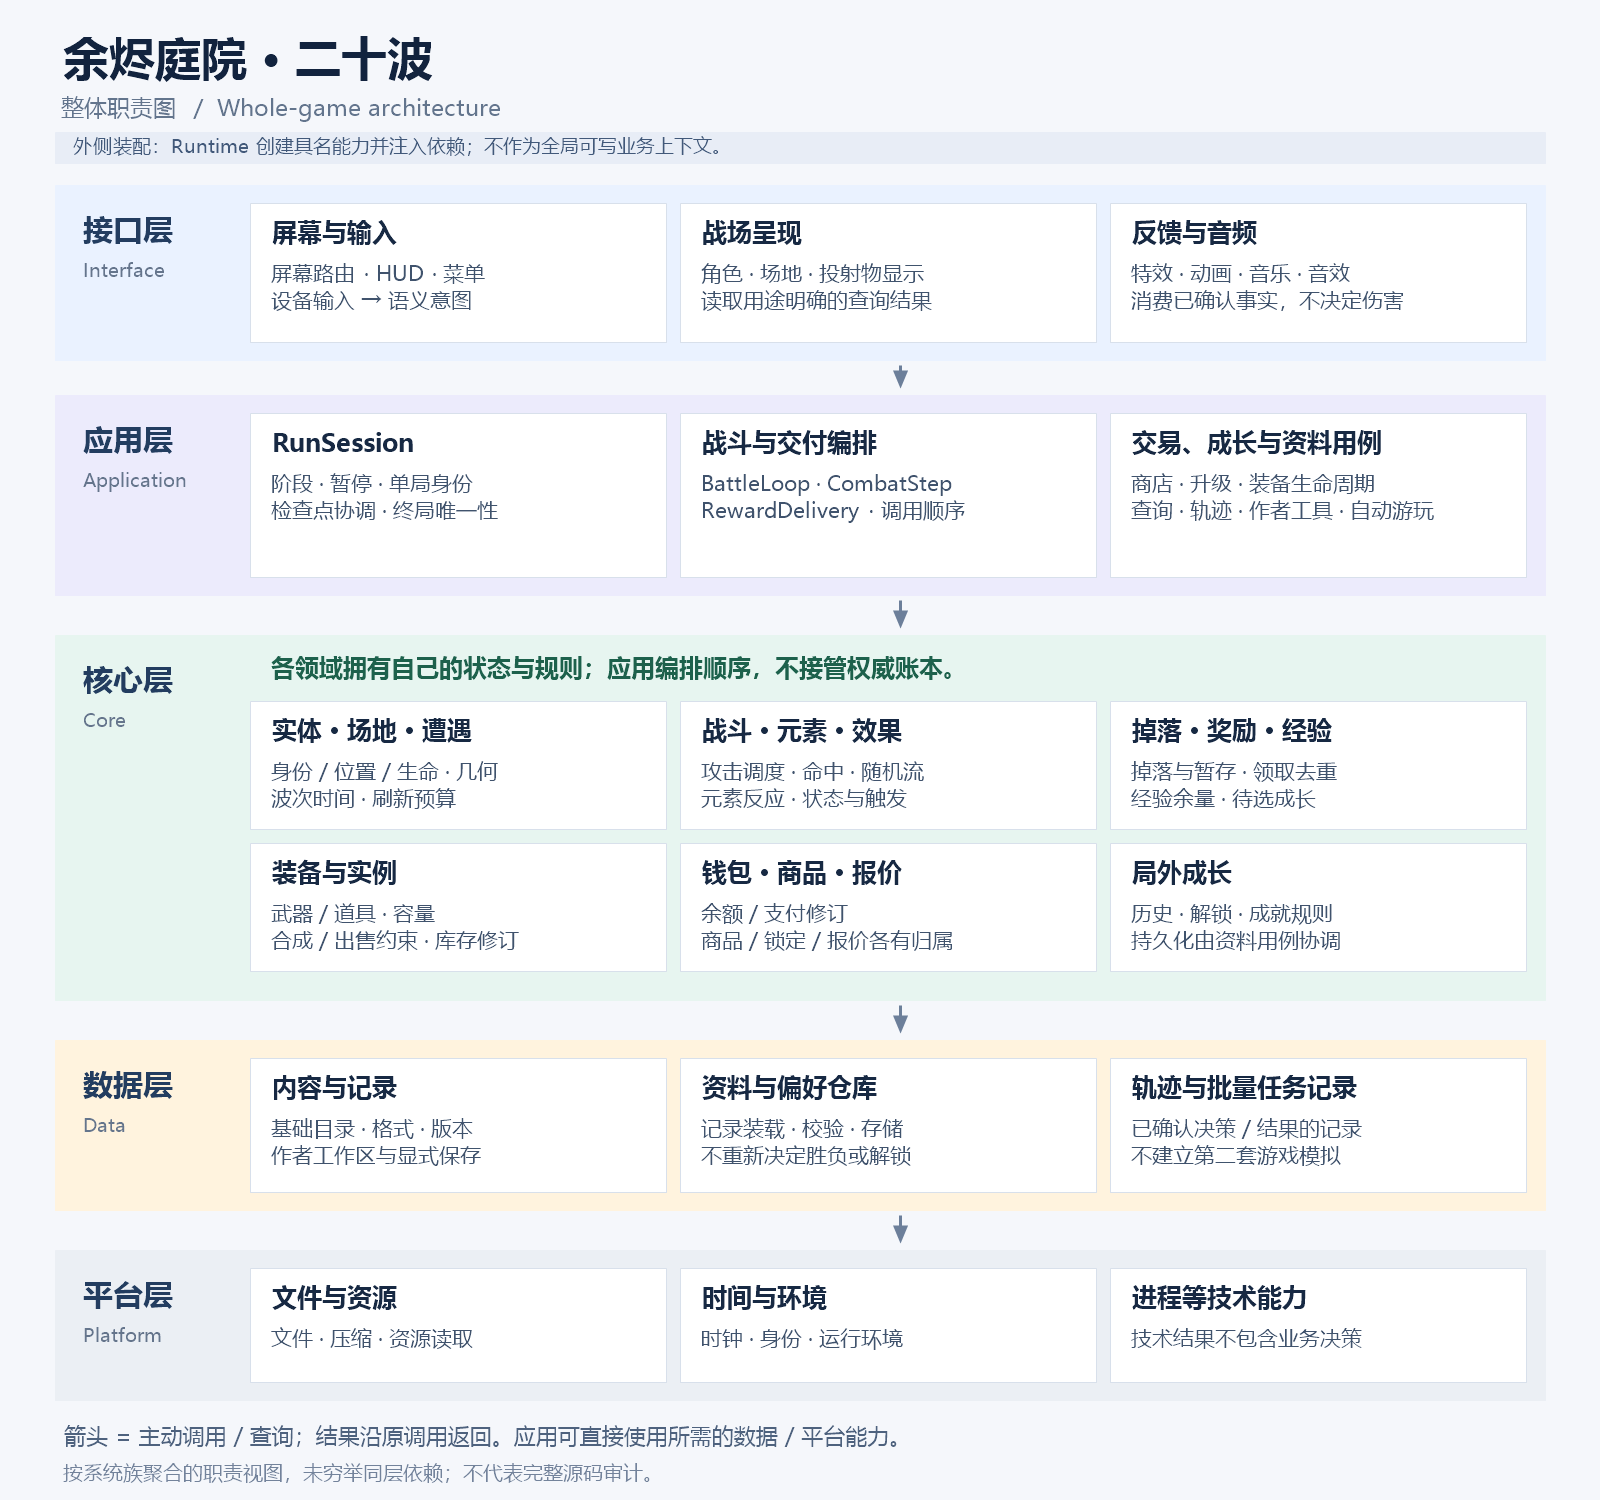 余烬庭院·二十波
整体职责图 / Whole-game architecture
外侧装配：Runtime 创建具名能力并注入依赖；不作为全局可写业务上下文。
接口层
Interface
屏幕与输入
屏幕路由 · HUD · 菜单
设备输入 → 语义意图
战场呈现
角色 · 场地 · 投射物显示
读取用途明确的查询结果
反馈与音频
特效 · 动画 · 音乐 · 音效
消费已确认事实，不决定伤害
应用层
Application
RunSession
阶段 · 暂停 · 单局身份
检查点协调 · 终局唯一性
战斗与交付编排
BattleLoop · CombatStep
RewardDelivery · 调用顺序
交易、成长与资料用例
商店 · 升级 · 装备生命周期
查询 · 轨迹 · 作者工具 · 自动游玩
核心层
Core
各领域拥有自己的状态与规则；应用编排顺序，不接管权威账本。
实体·场地·遭遇
身份 / 位置 / 生命 · 几何
波次时间 · 刷新预算
战斗·元素·效果
攻击调度 · 命中 · 随机流
元素反应 · 状态与触发
掉落·奖励·经验
掉落与暂存 · 领取去重
经验余量 · 待选成长
装备与实例
武器 / 道具 · 容量
合成 / 出售约束 · 库存修订
钱包·商品·报价
余额 / 支付修订
商品 / 锁定 / 报价各有归属
局外成长
历史 · 解锁 · 成就规则
持久化由资料用例协调
数据层
Data
内容与记录
基础目录 · 格式 · 版本
作者工作区与显式保存
资料与偏好仓库
记录装载 · 校验 · 存储
不重新决定胜负或解锁
轨迹与批量任务记录
已确认决策 / 结果的记录
不建立第二套游戏模拟
平台层
Platform
文件与资源
文件 · 压缩 · 资源读取
时间与环境
时钟 · 身份 · 运行环境
进程等技术能力
技术结果不包含业务决策
箭头 = 主动调用 / 查询；结果沿原调用返回。应用可直接使用所需的数据 / 平台能力。
按系统族聚合的职责视图，未穷举同层依赖；不代表完整源码审计。